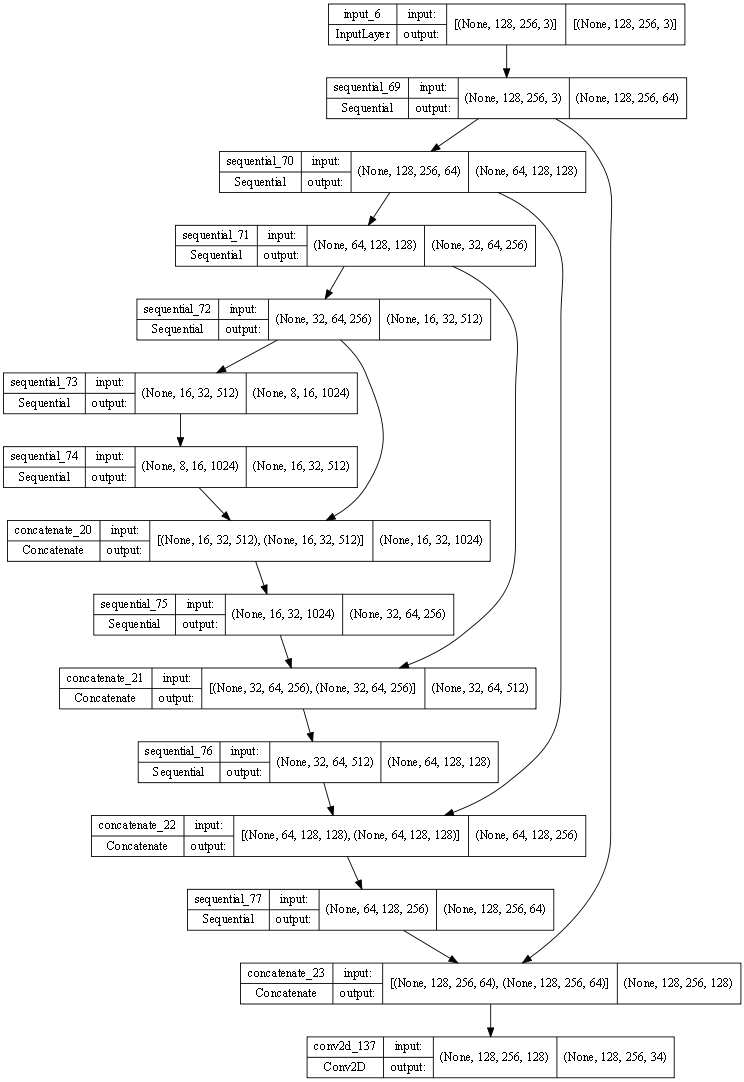 input_6 input: [(None, 128, 256, 3)] [(None, 128, 256, 3)]
InputLayer output:
sequential_69 input: (None, 128, 256, 3) (None, 128, 256, 64)
Sequential output:
sequential_70 input: (None, 128, 256, 64) (None, 64, 128, 128)
Sequential output:
sequential_71 input: (None, 64, 128, 128) (None, 32, 64, 256)
Sequential output:
sequential_72 input: (None, 32, 64, 256) (None, 16, 32, 512)
Sequential output:
sequential_73 input: (None, 16, 32, 512) (None, 8, 16, 1024)
Sequential output:
sequential_74 input: (None, 8, 16, 1024) (None, 16, 32, 512)
Sequential output:
concatenate_20 input: [(None, 16, 32, 512), (None, 16, 32, 512)] (None, 16, 32, 1024)
Concatenate output:
sequential_75 input: (None, 16, 32, 1024) (None, 32, 64, 256)
Sequential output:
concatenate_21 input: [(None, 32, 64, 256), (None, 32, 64, 256)] (None, 32, 64, 512)
Concatenate output:
sequential_76 input: (None, 32, 64, 512) (None, 64, 128, 128)
Sequential output:
concatenate_22 input: [(None, 64, 128, 128), (None, 64, 128, 128)] (None, 64, 128, 256)
Concatenate output:
sequential_77 input: (None, 64, 128, 256) (None, 128, 256, 64)
Sequential output:
concatenate_23 input: [(None, 128, 256, 64), (None, 128, 256, 64)] (None, 128, 256, 128)
Concatenate output:
conv2d_137 input: (None, 128, 256, 128) (None, 128, 256, 34)
Conv2D output: